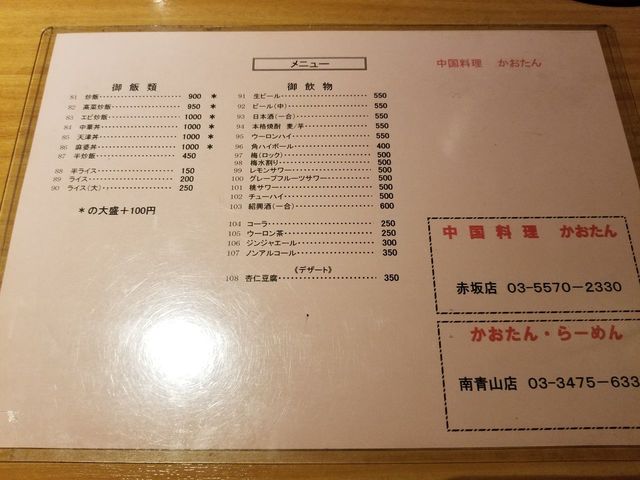 メニュー
中国料理 かおたん
御飯類
81 炒飯 900 *
82 高菜炒飯 950 *
83 エビ炒飯 1000 *
84 中華丼 1000 *
85 天津丼 1000 *
86 麻婆丼 1000 *
87 半炒飯 450
88 半ライス 150
89 ライス 200
90 ライス(大) 250
*の大盛+100円
御飲物
91 生ビール 550
92 ビール(中) 550
93 日本酒(一合) 550
94 本格焼酎 麦/芋 550
95 ウーロンハイ 550
96 角ハイボール 400
97 梅(ロック) 500
98 梅水割り 500
99 レモンサワー 500
100 グレープフルーツサワー 500
101 桃サワー 500
102 チューハイ 500
103 紹興酒(一合) 600
104 コーラ 250
105 ウーロン茶 250
106 ジンジャエール 300
107 ノンアルコール 350
《デザート》
108 杏仁豆腐 350
中国料理 かおたん
赤坂店 03-5570-2330
かおたん・らーめん
南青山店 03-3475-633